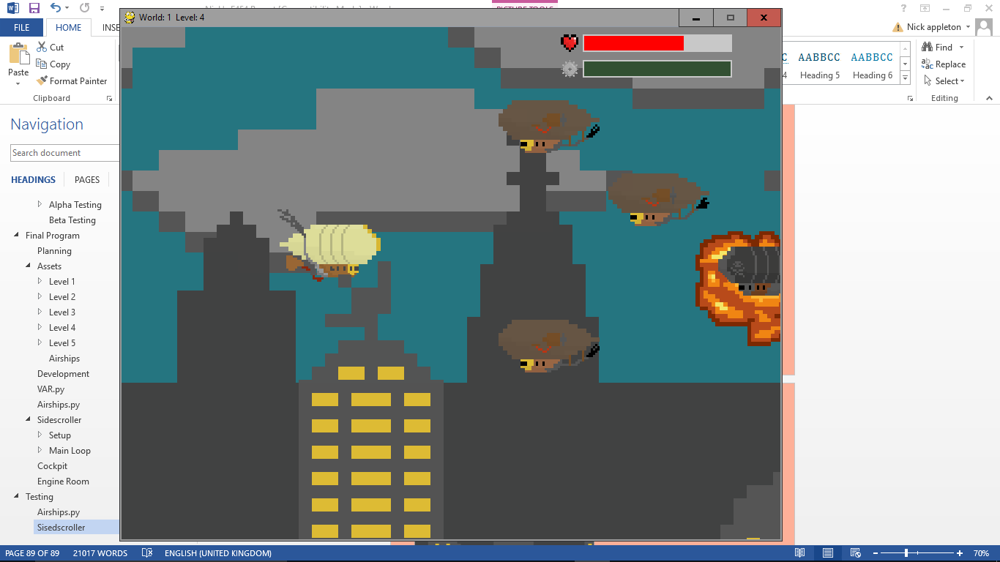 World: 1 Level: 4
FILE
HOME
INSE
Nick appleton
Cut
Copy
Format Painter
Paste
Clipboard
AABBCC
AABBCC
4
Heading 5
Heading 6
Find
Replace
Select
Editing
Navigation
Search document
HEADINGS
PAGES
Alpha Testing
Beta Testing
Final Program
Planning
Assets
Level 1
Level 2
Level 3
Level 4
Level 5
Airships
Development
VAR.py
Airships.py
Sidescroller
Setup
Main Loop
Cockpit
Engine Room
Testing
Airships.py
Sisedscroller
PAGE 89 OF 89
21017 WORDS
ENGLISH (UNITED KINGDOM)
70%